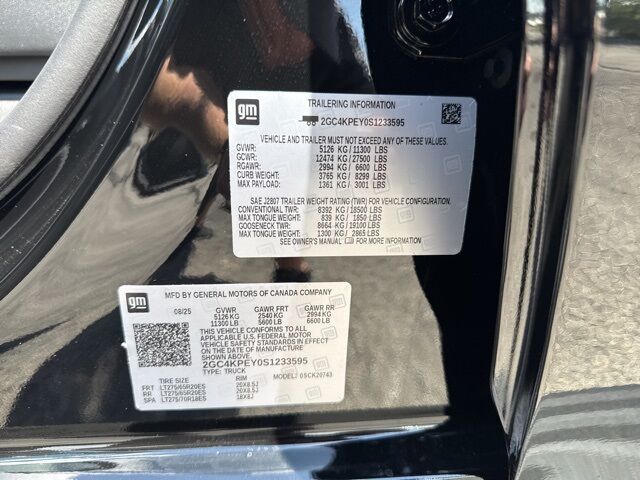 gm
TRAILERING INFORMATION
2GC4KPEY0S1233595
VEHICLE AND TRAILER MUST NOT EXCEED ANY OF THESE VALUES.
GVWR: 5126 KG/11300 LBS
GCWR: 12474 KG/27500 LBS
RGAWR: 2994 KG/ 6600 LBS
CURB WEIGHT: 3765 KG/ 8299 LBS
MAX PAYLOAD: 1361 KG/ 3001 LBS
SAE J2807 TRAILER WEIGHT RATING (TWR) FOR VEHICLE CONFIGURATION.
CONVENTIONAL TWR: 8392 KG/18500 LBS
MAX TONGUE WEIGHT: 839 KG/ 1850 LBS
GOOSENECK TWR: 8664 KG/19100 LBS
MAX TONGUE WEIGHT: 1300 KG/ 2865 LBS
SEE OWNER'S MANUAL FOR MORE INFORMATION
gm
MFD BY GENERAL MOTORS OF CANADA COMPANY
08/25 GVWR GAWR FRT GAWR RR
5126 KG 2540 KG 2994 KG
11300 LB 5600 LB 6600 LB
THIS VEHICLE CONFORMS TO ALL
APPLICABLE U.S. FEDERAL MOTOR
VEHICLE SAFETY STANDARDS IN EFFECT
ON THE DATE OF MANUFACTURE
SHOWN ABOVE.
2GC4KPEY0S1233595
TYPE: TRUCK
TIRE SIZE RIM MODEL: 0SCK20743
FRT LT275/65R20ES 20X8.5J
RR LT275/65R20ES 20X8.5J
SPA LT275/70R18ES 18X8J